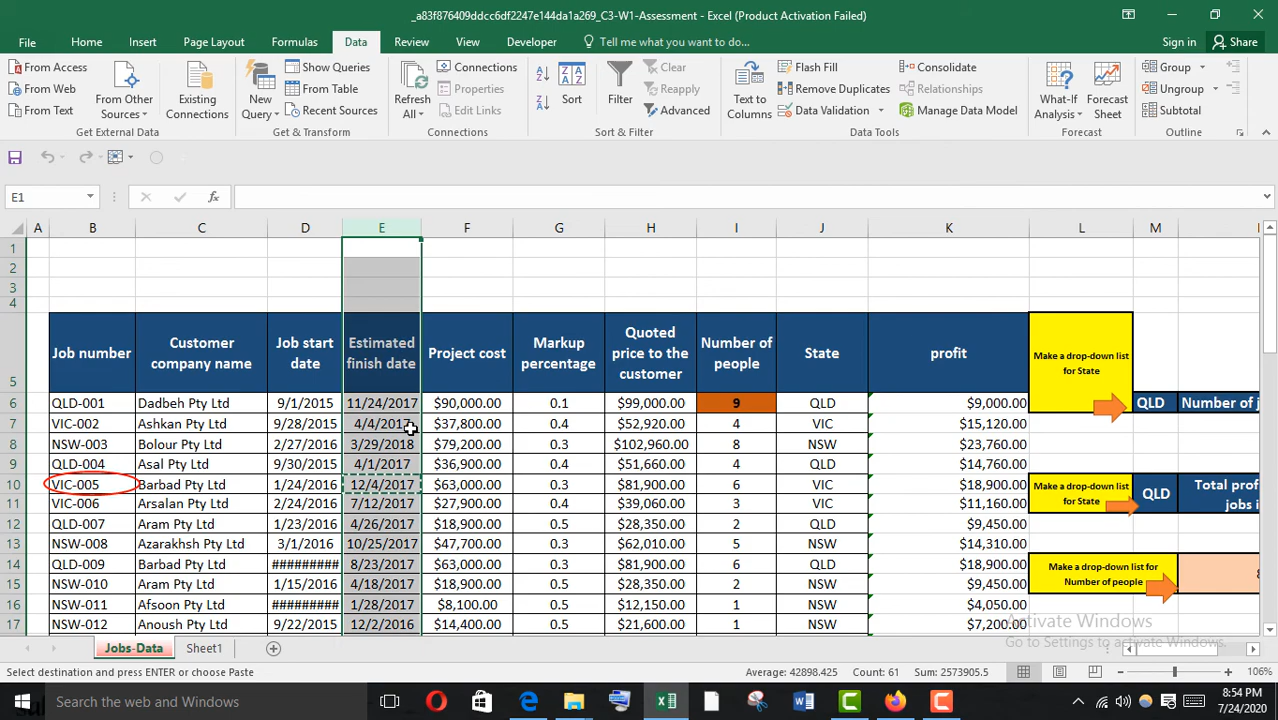 _a83f876409ddcc6df2247e144da1a269_C3-W1-Assessment - Excel (Product Activation Failed)
File Home Insert Page Layout Formulas Data Review View Developer Tell me what you want to do... Sign in Share
From Access
From Web
From Text
From Other Sources
Existing Connections
Get External Data
New Query
Show Queries
From Table
Recent Sources
Get & Transform
Refresh All
Connections
Properties
Edit Links
Connections
Sort
Filter
Clear
Reapply
Advanced
Sort & Filter
Text to Columns
Flash Fill
Remove Duplicates
Data Validation
Consolidate
Relationships
Manage Data Model
Data Tools
What-If Analysis
Forecast Sheet
Forecast
Group
Ungroup
Subtotal
Outline
E1 fx
A B C D E F G H I J K L M
1
2
3
4
5 Job number Customer company name Job start date Estimated finish date Project cost Markup percentage Quoted price to the customer Number of people State profit Make a drop-down list for State
6 QLD-001 Dadbeh Pty Ltd 9/1/2015 11/24/2017 $90,000.00 0.1 $99,000.00 9 QLD $9,000.00 QLD Number of j
7 VIC-002 Ashkan Pty Ltd 9/28/2015 4/4/2017 $37,800.00 0.4 $52,920.00 4 VIC $15,120.00
8 NSW-003 Bolour Pty Ltd 2/27/2016 3/29/2018 $79,200.00 0.3 $102,960.00 8 NSW $23,760.00
9 QLD-004 Asal Pty Ltd 9/30/2015 4/1/2017 $36,900.00 0.4 $51,660.00 4 QLD $14,760.00
10 VIC-005 Barbad Pty Ltd 1/24/2016 12/4/2017 $63,000.00 0.3 $81,900.00 6 VIC $18,900.00 Make a drop-down list for State QLD Total prof
11 VIC-006 Arsalan Pty Ltd 2/24/2016 7/12/2017 $27,900.00 0.4 $39,060.00 3 VIC $11,160.00 jobs i
12 QLD-007 Aram Pty Ltd 1/23/2016 4/26/2017 $18,900.00 0.5 $28,350.00 2 QLD $9,450.00
13 NSW-008 Azarakhsh Pty Ltd 3/1/2016 10/25/2017 $47,700.00 0.3 $62,010.00 5 NSW $14,310.00
14 QLD-009 Barbad Pty Ltd ######### 8/23/2017 $63,000.00 0.3 $81,900.00 6 QLD $18,900.00 Make a drop-down list for
15 NSW-010 Aram Pty Ltd 1/15/2016 4/18/2017 $18,900.00 0.5 $28,350.00 2 NSW $9,450.00 Number of people
16 NSW-011 Afsoon Pty Ltd ######### 1/28/2017 $8,100.00 0.5 $12,150.00 1 NSW $4,050.00
17 NSW-012 Anoush Pty Ltd 9/22/2015 12/2/2016 $14,400.00 0.5 $21,600.00 1 NSW $7,200.00
Activate Windows
Go to Settings to activate Windows.
Jobs-Data Sheet1
Select destination and press ENTER or choose Paste Average: 42898.425 Count: 61 Sum: 2573905.5 106%
Search the web
8:54 PM
7/24/2020